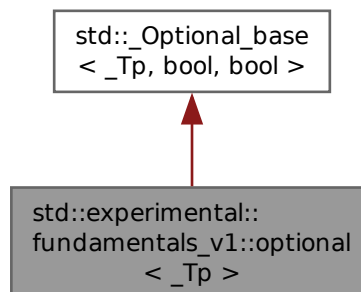 std::_Optional_base
< _Tp, bool, bool >
std::experimental::
fundamentals_v1::optional
< _Tp >